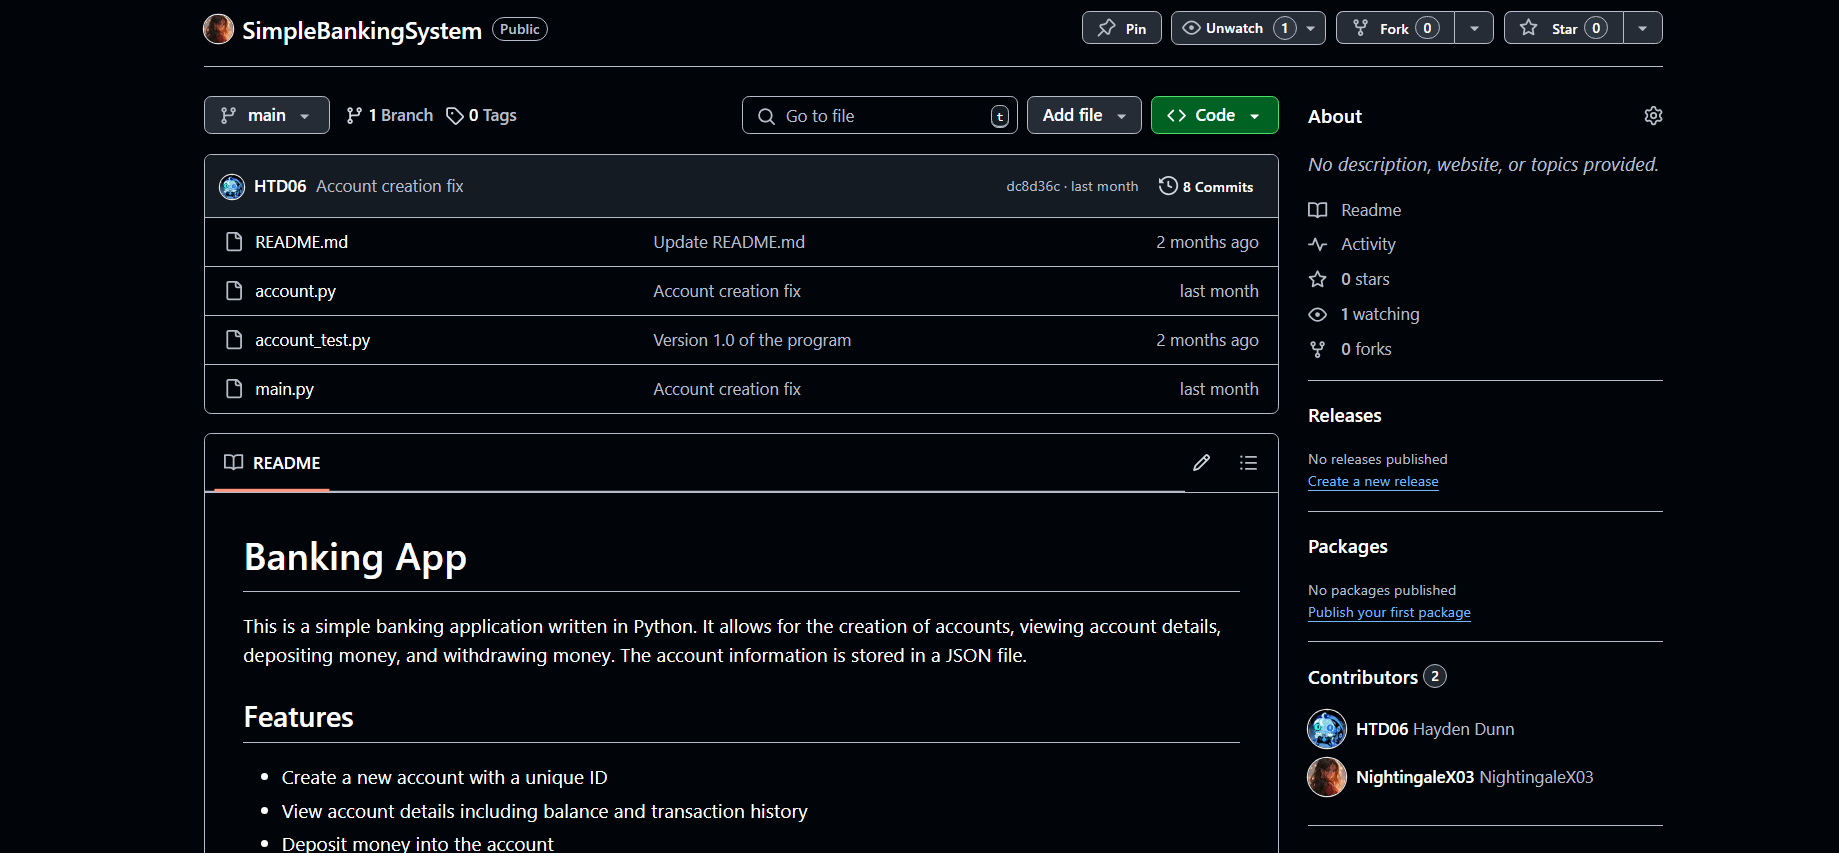 SimpleBankingSystem Public
Pin
Unwatch 1
Fork 0
Star 0
main
1 Branch
0 Tags
Go to file t
Add file
Code
HTD06 Account creation fix
dc8d36c · last month
8 Commits
README.md Update README.md 2 months ago
account.py Account creation fix last month
account_test.py Version 1.0 of the program 2 months ago
main.py Account creation fix last month
README
Banking App
This is a simple banking application written in Python. It allows for the creation of accounts, viewing account details,
depositing money, and withdrawing money. The account information is stored in a JSON file.
Features
Create a new account with a unique ID
View account details including balance and transaction history
Deposit money into the account
About
No description, website, or topics provided.
Readme
Activity
0 stars
1 watching
0 forks
Releases
No releases published
Create a new release
Packages
No packages published
Publish your first package
Contributors 2
HTD06 Hayden Dunn
NightingaleX03 NightingaleX03